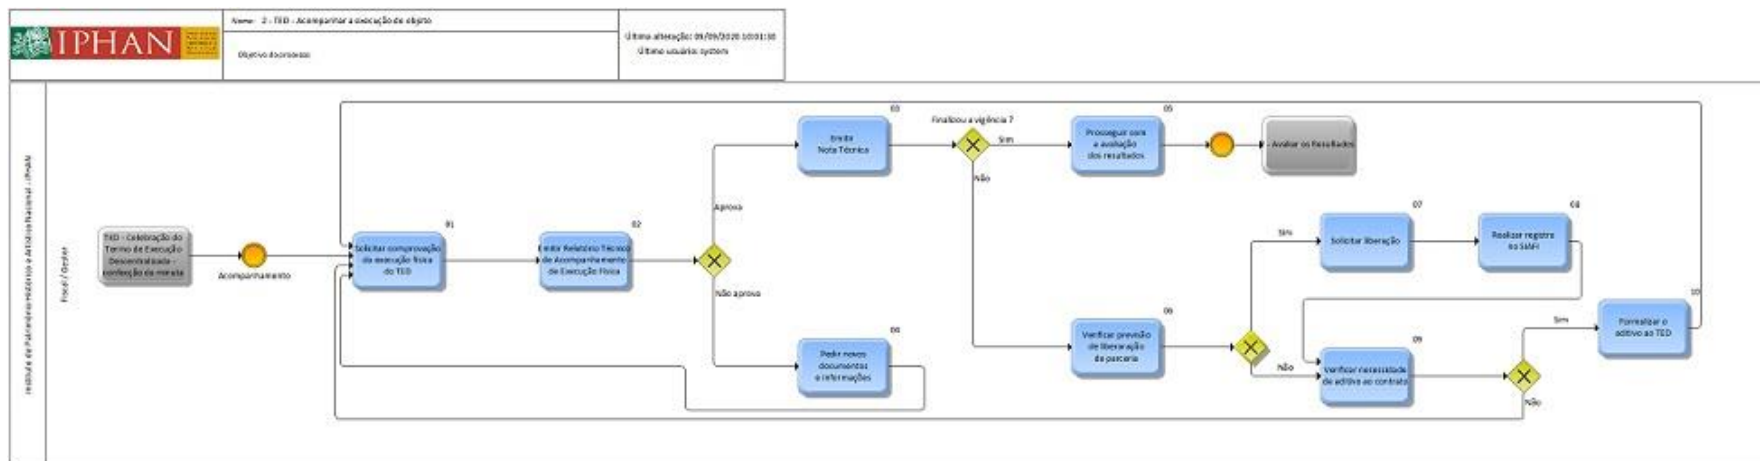 IPHAN
Nome: 2 - TED - Acompanhar a execução do objeto
Objetivo do processo:
Última alteração: 09/09/2020 10:01:38
Último usuário: system
Instituto do Patrimônio Histórico e Artístico Nacional - IPHAN
Fiscal / Gestor
TED - Celebração do
Termo de Execução
Descentralizada -
confecção da minuta
Acompanhamento
01
Solicitar comprovação
da execução física
do TED
02
Emitir Relatório Técnico
de Acompanhamento
de Execução Física
Aprova
Não aprova
03
Emitir
Nota Técnica
04
Pedir novos
documentos
e informações
Finalizou a vigência ?
Sim
Não
05
Prosseguir com
a avaliação
dos resultados
- Avaliar os Resultados
06
Verificar previsão
de liberação
de parceria
Sim
Não
07
Solicitar liberação
08
Realizar registro
no SIAFI
09
Verificar necessidade
de aditivo ao contrato
Sim
Não
10
Formalizar o
aditivo ao TED